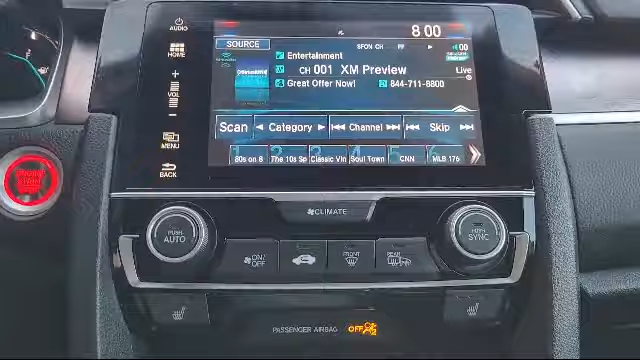 AUDIO
8 00
HOME
SOURCE
Entertainment
CH 001 XM Preview
Live
Great Offer Now! 844-711-8800
+
VOL
−
Scan Category Channel Skip
MENU
80s on 8 The 10s Sp Classic Vin Soul Town CNN MLB 176
BACK
ENGINE
CLIMATE
PUSH
AUTO
PUSH
SYNC
ON/
OFF
FRONT
REAR
PASSENGER AIRBAG OFF